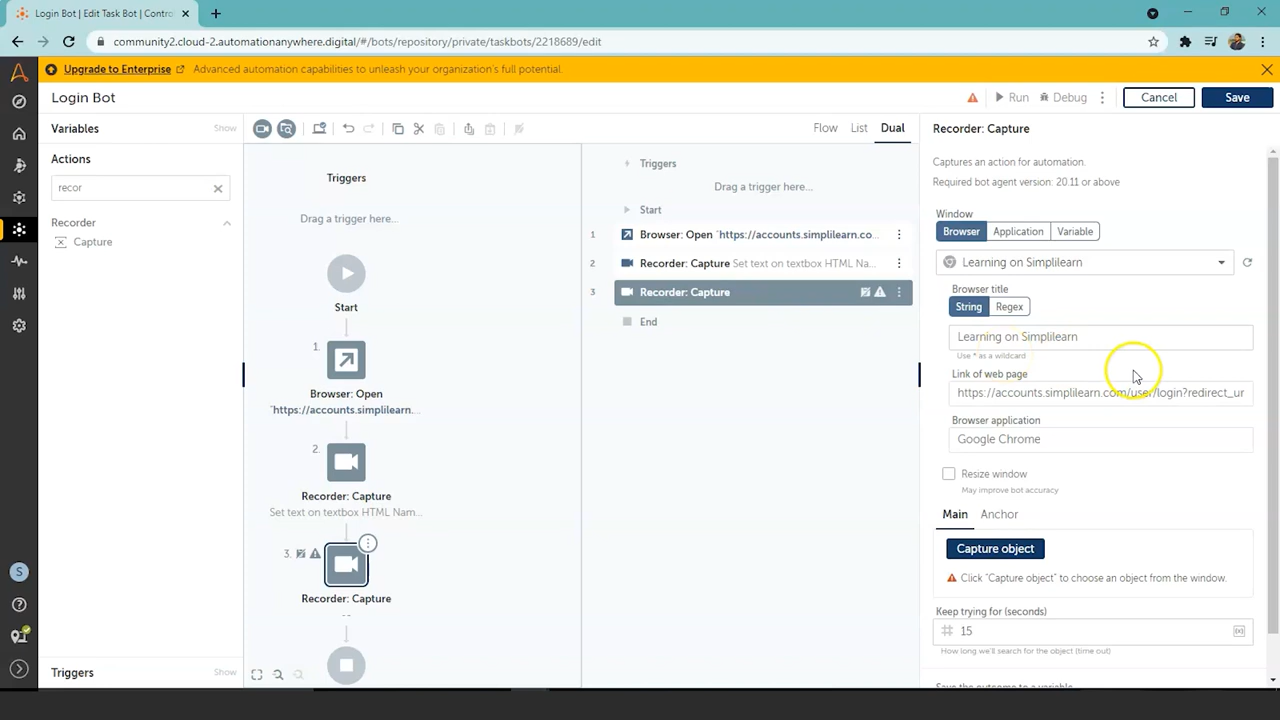 Login Bot | Edit Task Bot | Contro
community2.cloud-2.automationanywhere.digital/#/bots/repository/private/taskbots/2218689/edit
Upgrade to Enterprise
Advanced automation capabilities to unleash your organization's full potential.
Login Bot
Run
Debug
Cancel
Save
Variables
Show
Flow
List
Dual
Recorder: Capture
Actions
recor
Recorder
Capture
Triggers
Show
Triggers
Drag a trigger here...
Start
1.
Browser: Open
"https://accounts.simplilearn.
2.
Recorder: Capture
Set text on textbox HTML Nam...
3.
Recorder: Capture
--
Triggers
Drag a trigger here...
Start
1
Browser: Open "https://accounts.simplilearn.co...
2
Recorder: Capture Set text on textbox HTML Na...
3
Recorder: Capture
End
Captures an action for automation.
Required bot agent version: 20.11 or above
Window
Browser
Application
Variable
Learning on Simplilearn
Browser title
String
Regex
Learning on Simplilearn
Use * as a wildcard
Link of web page
https://accounts.simplilearn.com/user/login?redirect_ur
Browser application
Google Chrome
Resize window
May improve bot accuracy
Main
Anchor
Capture object
Click "Capture object" to choose an object from the window.
Keep trying for (seconds)
# 15
(x)
How long we'll search for the object (time out)
Save the outcome to a variable
S